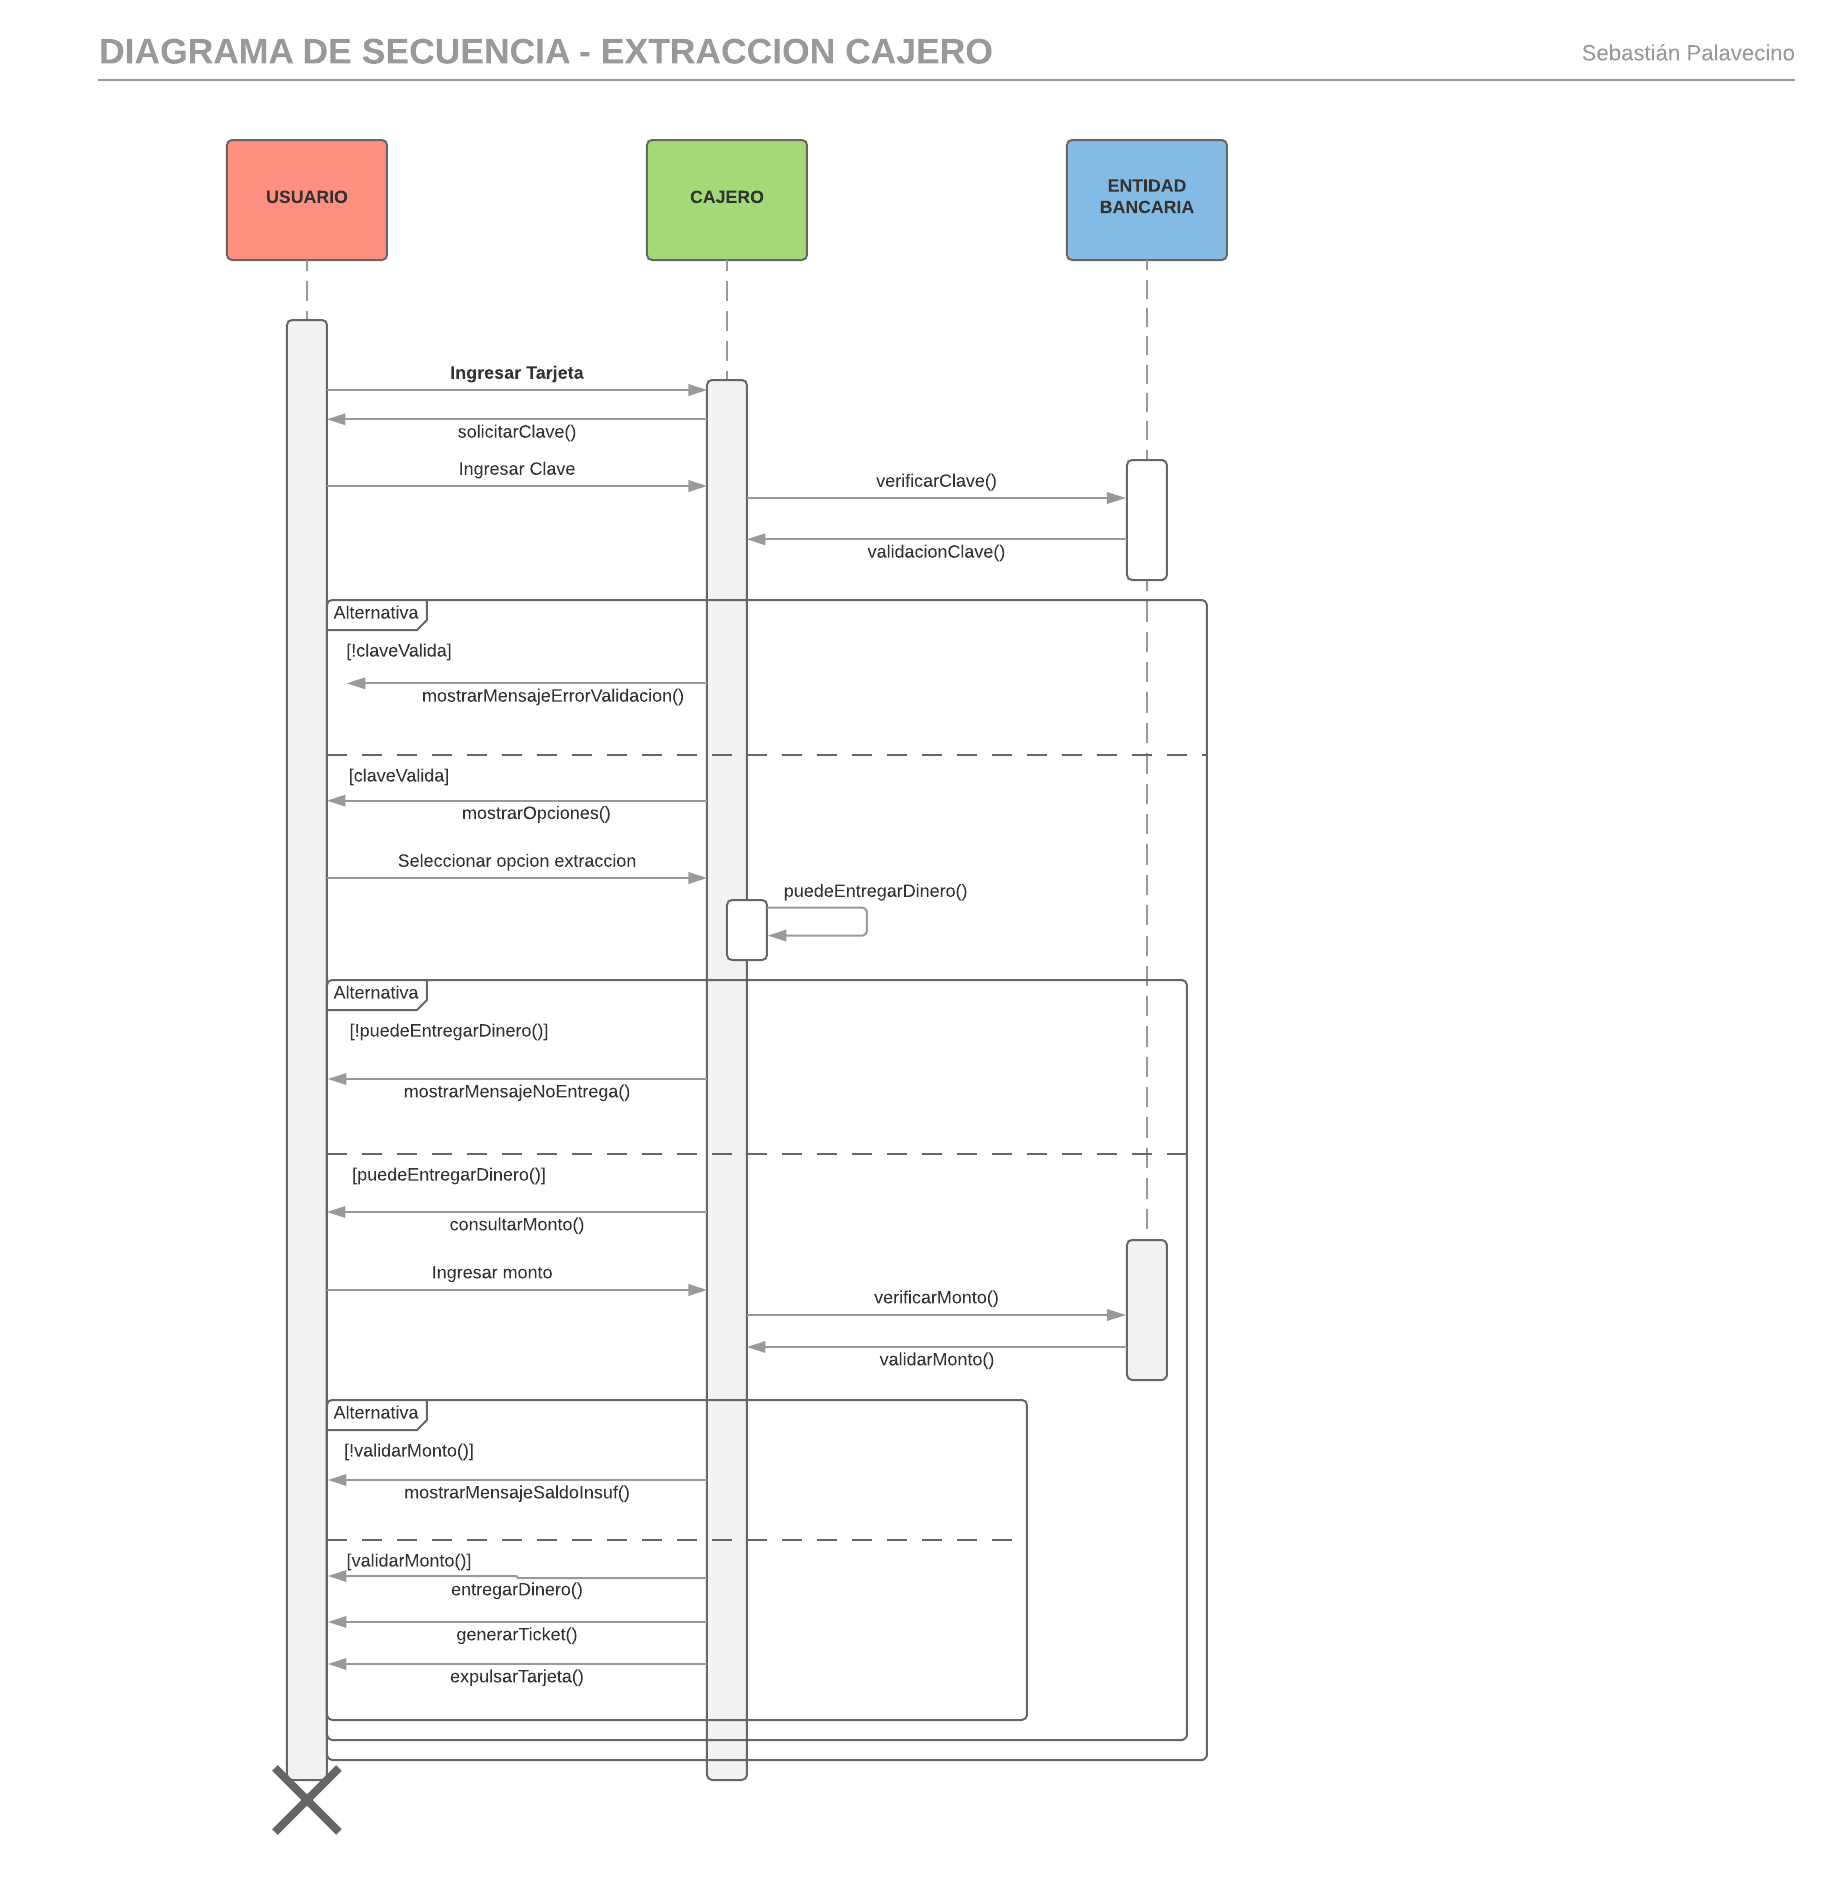 DIAGRAMA DE SECUENCIA - EXTRACCION CAJERO
Sebastián Palavecino
USUARIO
CAJERO
ENTIDAD
BANCARIA
Ingresar Tarjeta
solicitarClave()
Ingresar Clave
verificarClave()
validacionClave()
Alternativa
[!claveValida]
mostrarMensajeErrorValidacion()
[claveValida]
mostrarOpciones()
Seleccionar opcion extraccion
puedeEntregarDinero()
Alternativa
[!puedeEntregarDinero()]
mostrarMensajeNoEntrega()
[puedeEntregarDinero()]
consultarMonto()
Ingresar monto
verificarMonto()
validarMonto()
Alternativa
[!validarMonto()]
mostrarMensajeSaldoInsuf()
[validarMonto()]
entregarDinero()
generarTicket()
expulsarTarjeta()